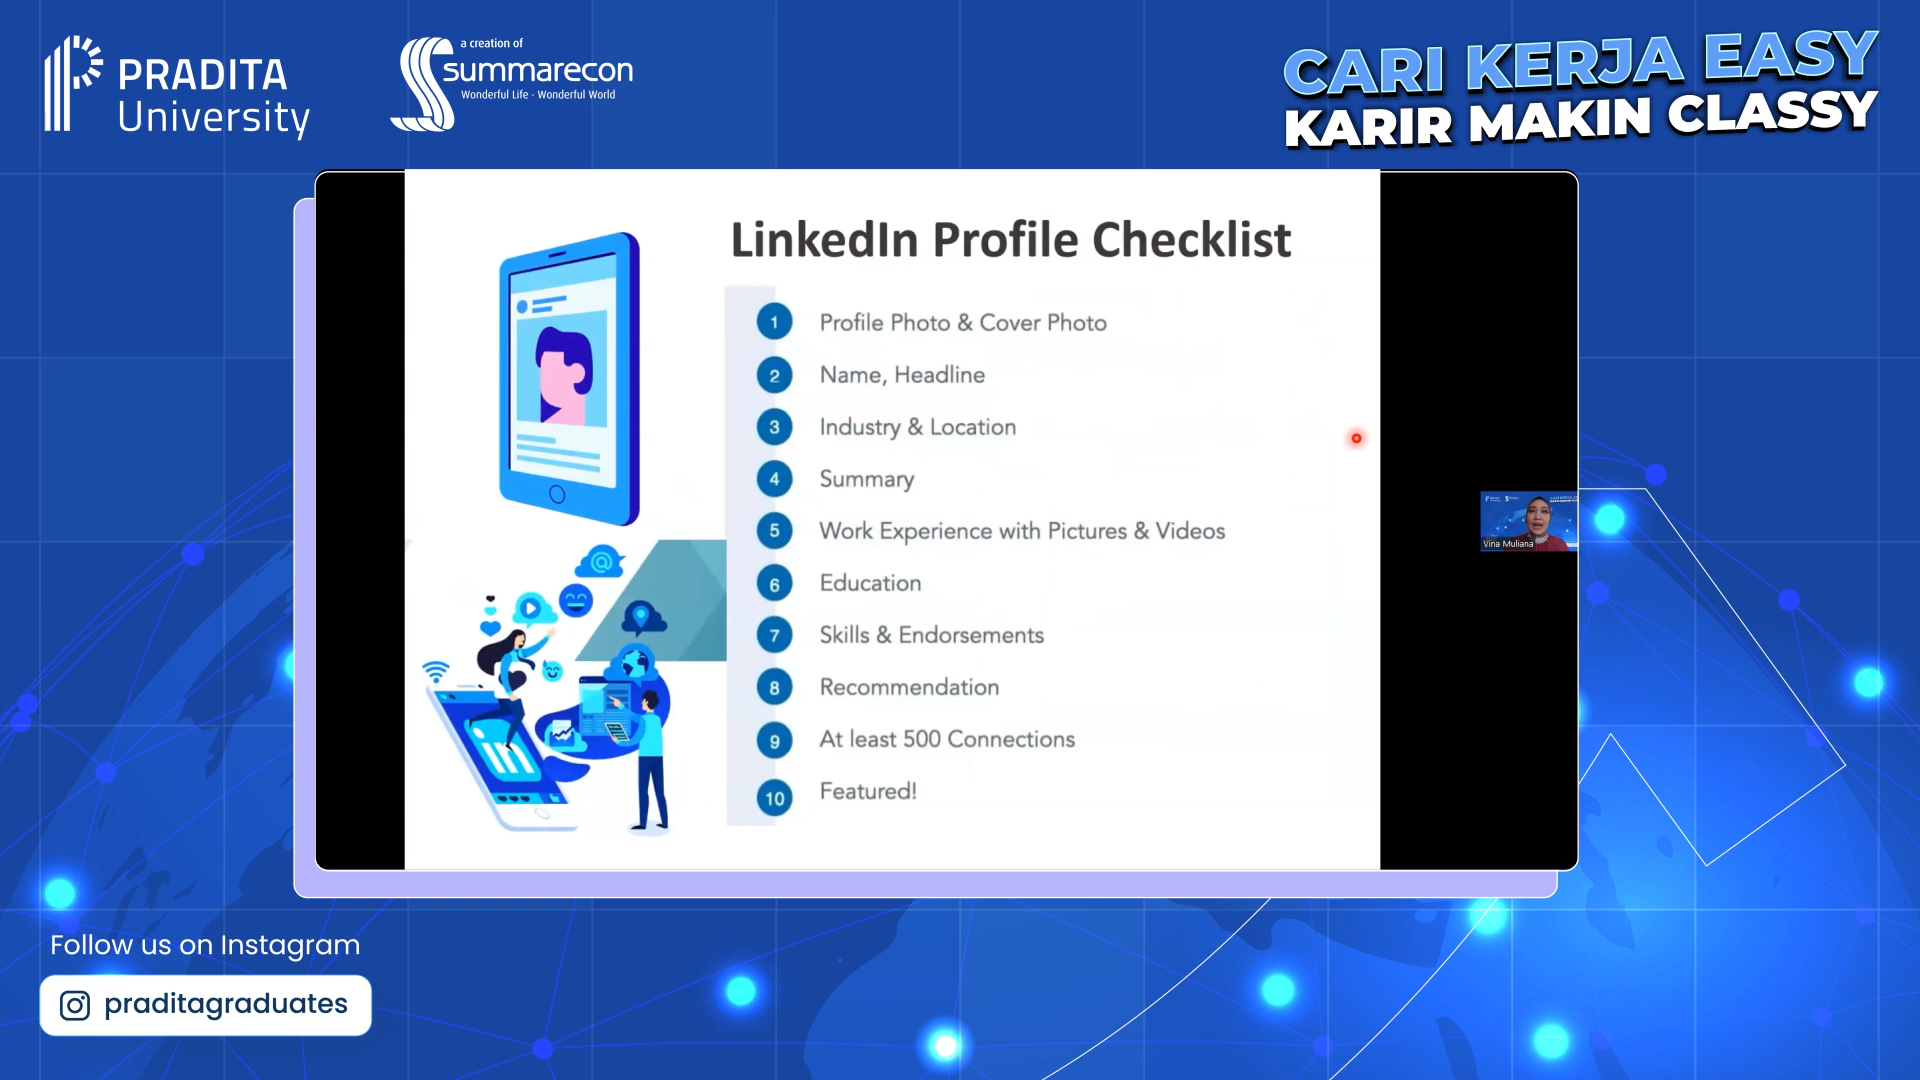 PRADITA
University
a creation of
summarecon
Wonderful Life · Wonderful World
CARI KERJA EASY
KARIR MAKIN CLASSY
LinkedIn Profile Checklist
1 Profile Photo & Cover Photo
2 Name, Headline
3 Industry & Location
4 Summary
5 Work Experience with Pictures & Videos
6 Education
7 Skills & Endorsements
8 Recommendation
9 At least 500 Connections
10 Featured!
@
in
Vina Muliana
Follow us on Instagram
praditagraduates